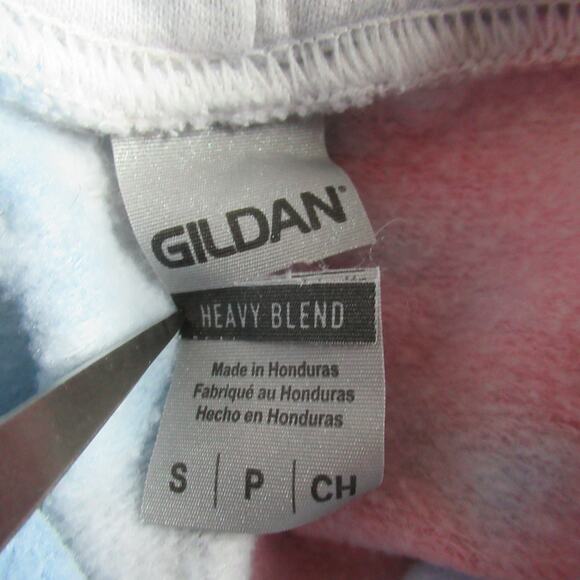 GILDAN®
HEAVY BLEND
Made in Honduras
Fabriqué au Honduras
Hecho en Honduras
S | P | CH